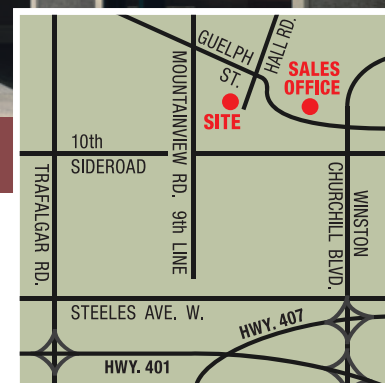 GUELPH
ST.
HALL RD.
SALES
OFFICE
SITE
MOUNTAINVIEW RD. 9th LINE
10th
SIDEROAD
TRAFALGAR RD.
WINSTON
CHURCHILL BLVD.
STEELES AVE. W.
HWY. 407
HWY. 401